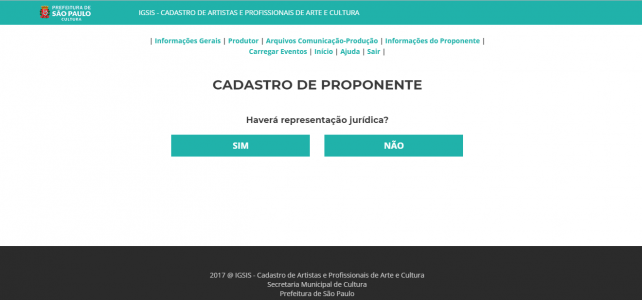 PREFEITURA DE
SÃO PAULO
CULTURA
IGSIS - CADASTRO DE ARTISTAS E PROFISSIONAIS DE ARTE E CULTURA
| Informações Gerais | Produtor | Arquivos Comunicação-Produção | Informações do Proponente |
Carregar Eventos | Início | Ajuda | Sair |
CADASTRO DE PROPONENTE
Haverá representação jurídica?
SIM
NÃO
2017 @ IGSIS - Cadastro de Artistas e Profissionais de Arte e Cultura
Secretaria Municipal de Cultura
Prefeitura de São Paulo